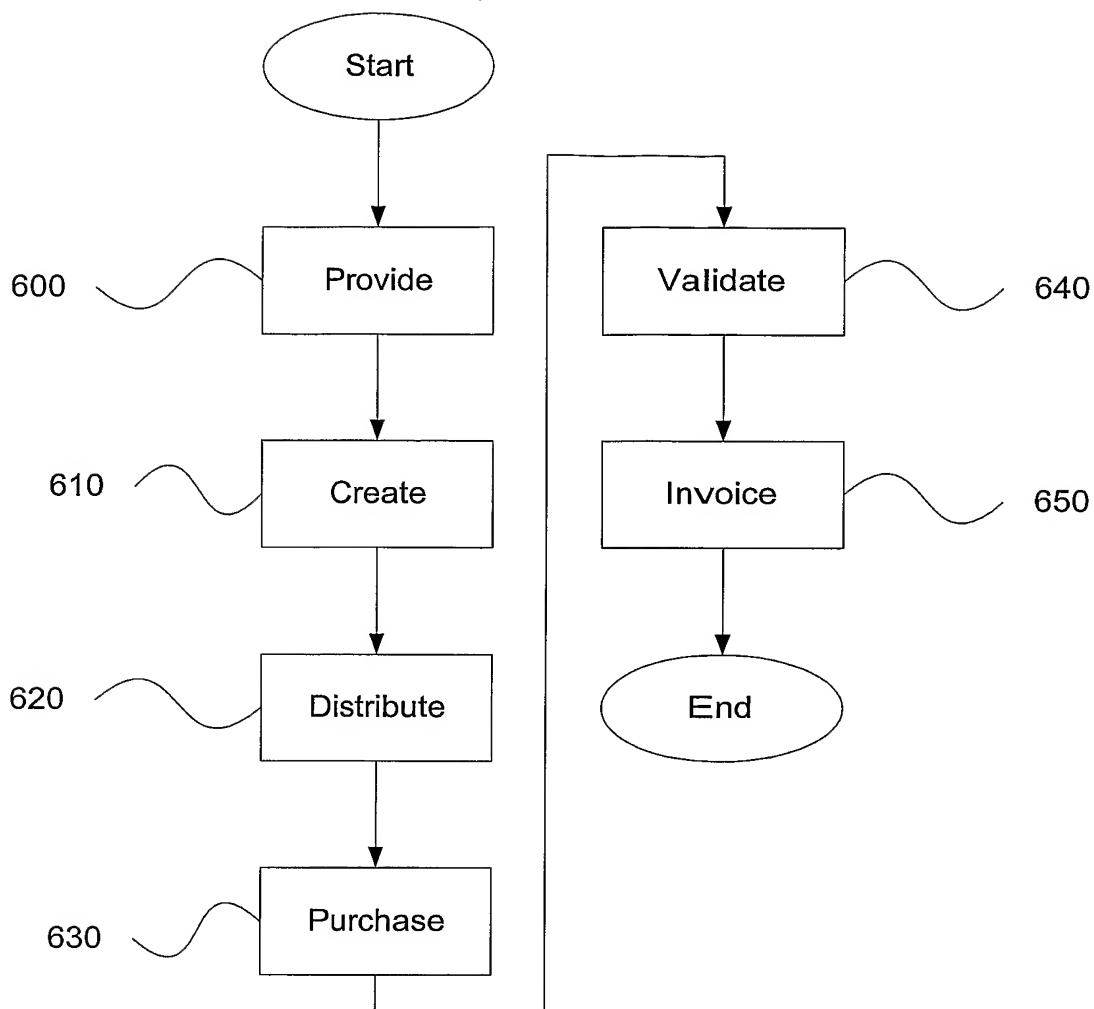 Start
600
Provide
610
Create
620
Distribute
630
Purchase
Validate
640
Invoice
650
End